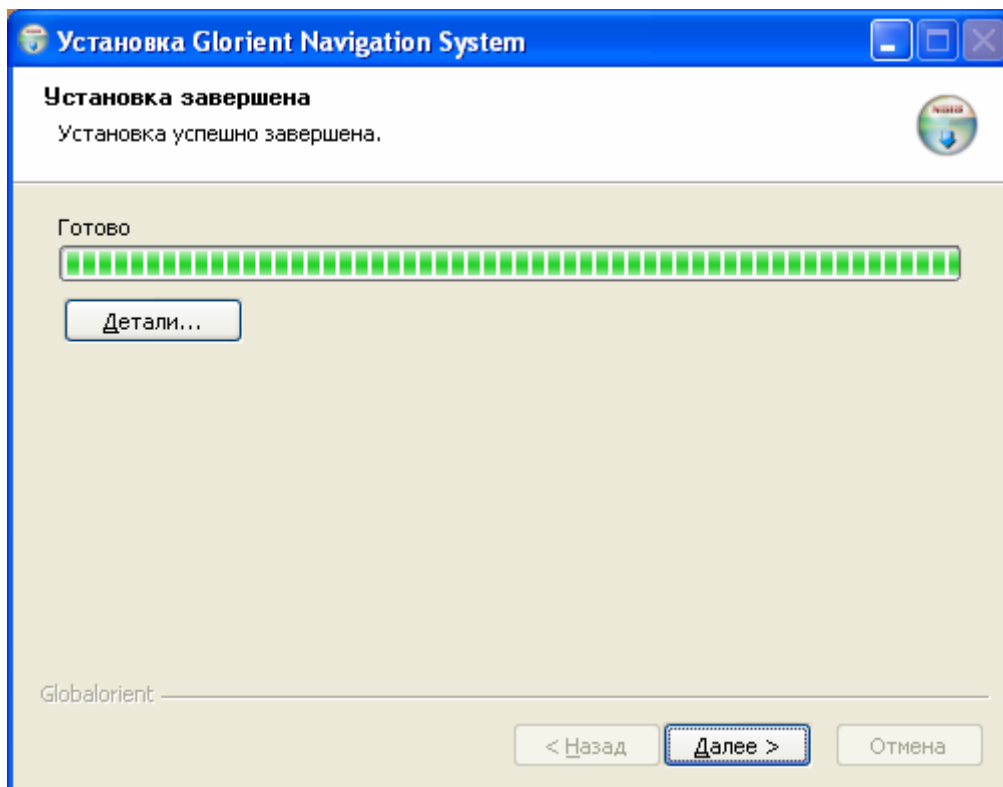 Установка Glorient Navigation System
Установка завершена
Установка успешно завершена.
Готово
Детали...
Globalorient
< Назад
Далее >
Отмена